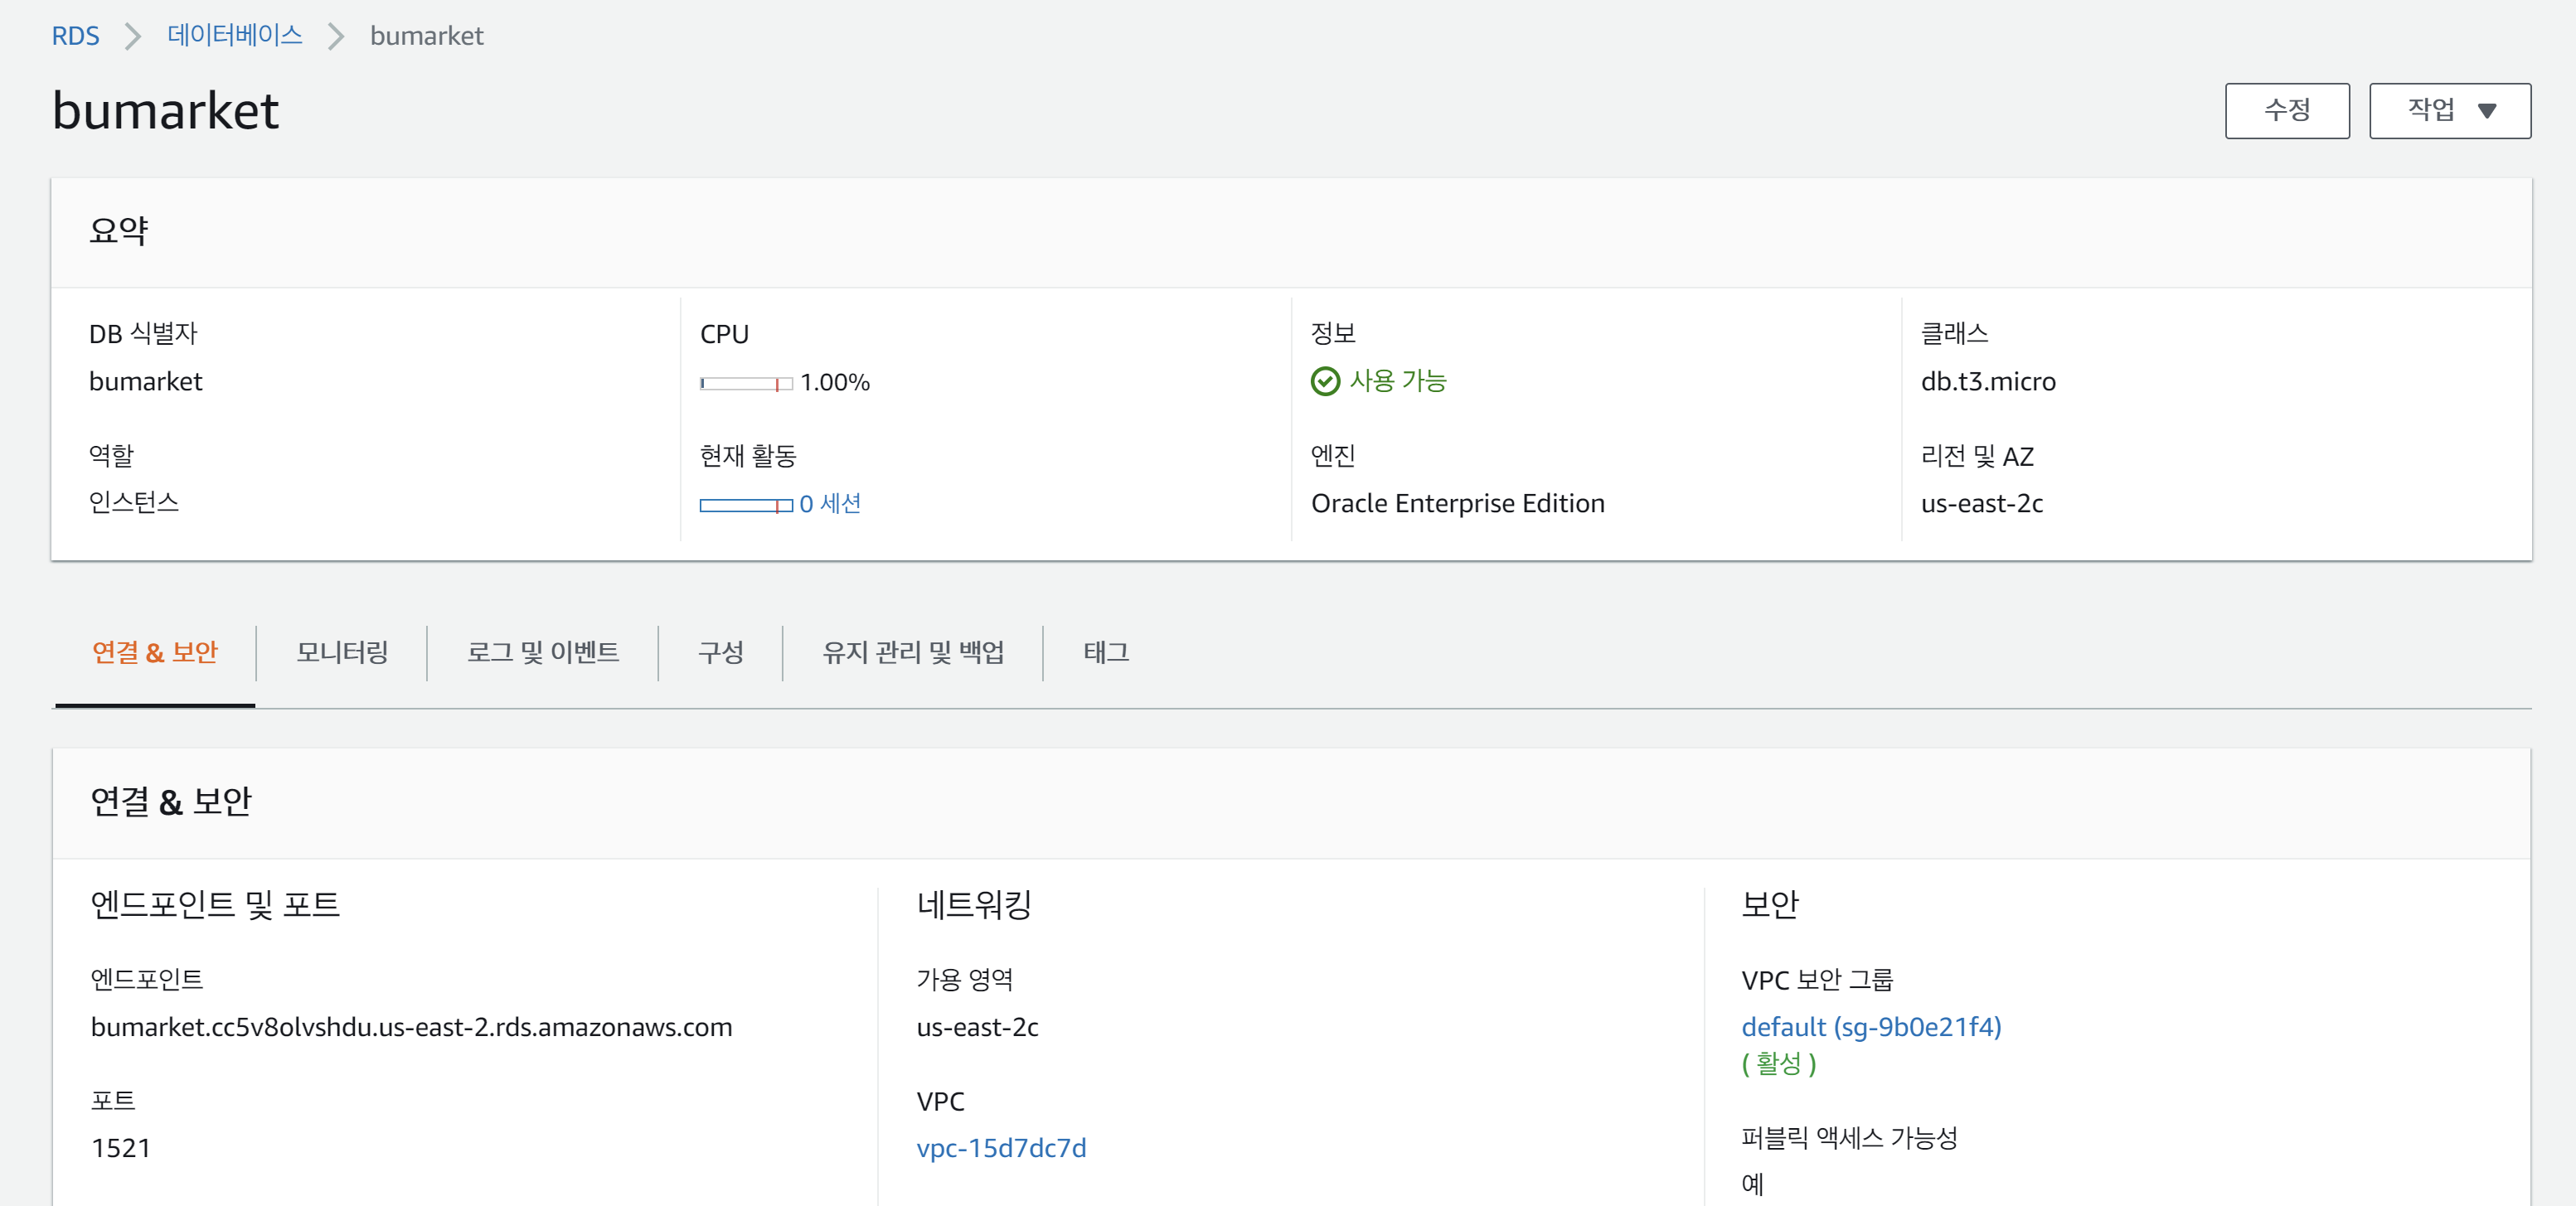 RDS > 데이터베이스 > bumarket
bumarket
수정
작업
요약
DB 식별자
bumarket
CPU
1.00%
정보
사용 가능
클래스
db.t3.micro
역할
인스턴스
현재 활동
0 세션
엔진
Oracle Enterprise Edition
리전 및 AZ
us-east-2c
연결 & 보안
모니터링
로그 및 이벤트
구성
유지 관리 및 백업
태그
연결 & 보안
엔드포인트 및 포트
엔드포인트
bumarket.cc5v8olvshdu.us-east-2.rds.amazonaws.com
포트
1521
네트워킹
가용 영역
us-east-2c
VPC
vpc-15d7dc7d
보안
VPC 보안 그룹
default (sg-9b0e21f4)
( 활성 )
퍼블릭 액세스 가능성
예